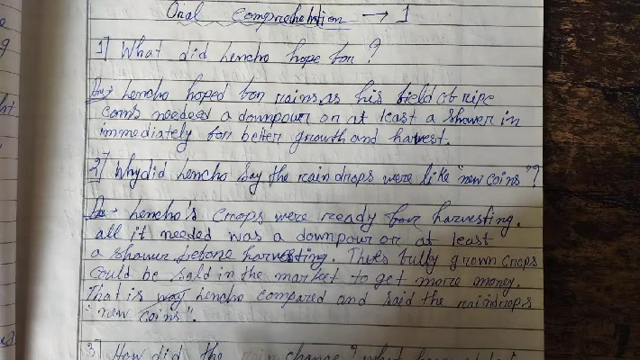 Oral Comprehension → 1
1] What did Lencho hope for?
Ans→ Lencho hoped for rains as his field of ripe
corns needed a downpour or at least a shower in
immediately for better growth and harvest.
2] Why did Lencho say the raindrops were like "new coins"?
Ans→ Lencho's crops were ready for harvesting.
all it needed was a downpour or at least
a shower before harvesting. Thus fully grown crops
could be sald in the market to get more money.
That is way Lencho compared and said the raindrops
"new coins".
3] How did the rain change?